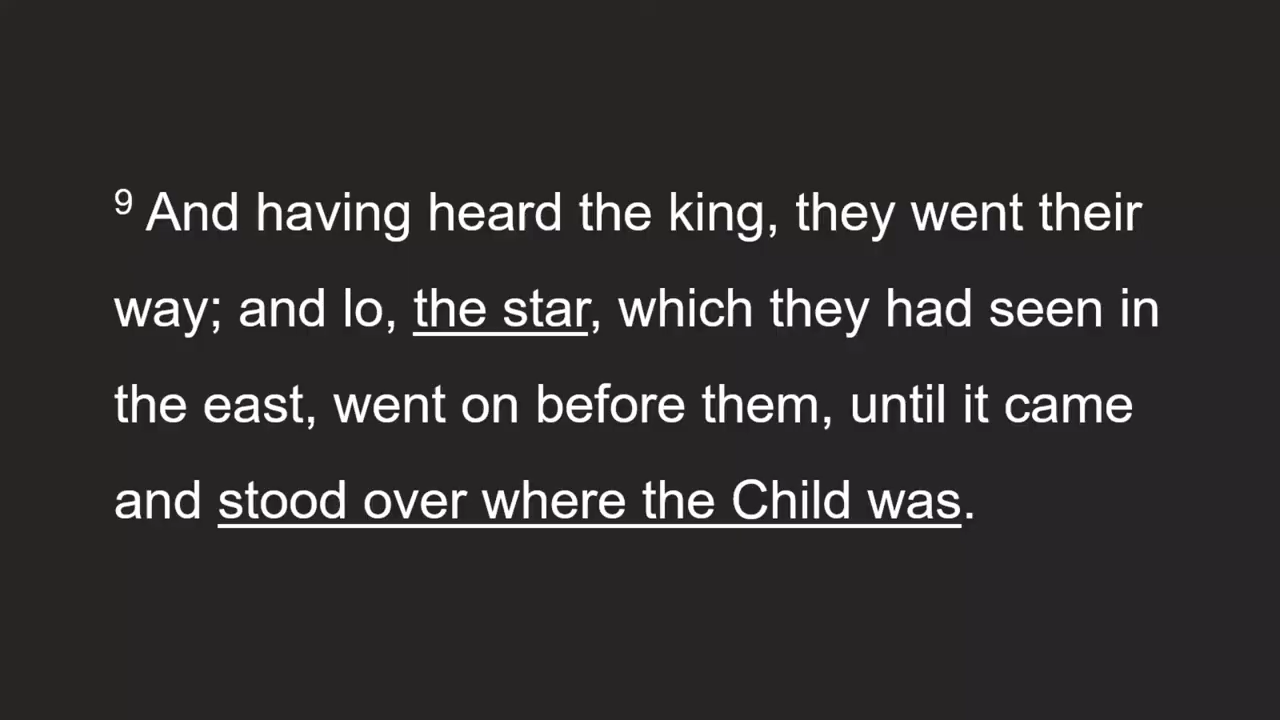 9 And having heard the king, they went their
way; and lo, the star, which they had seen in
the east, went on before them, until it came
and stood over where the Child was.